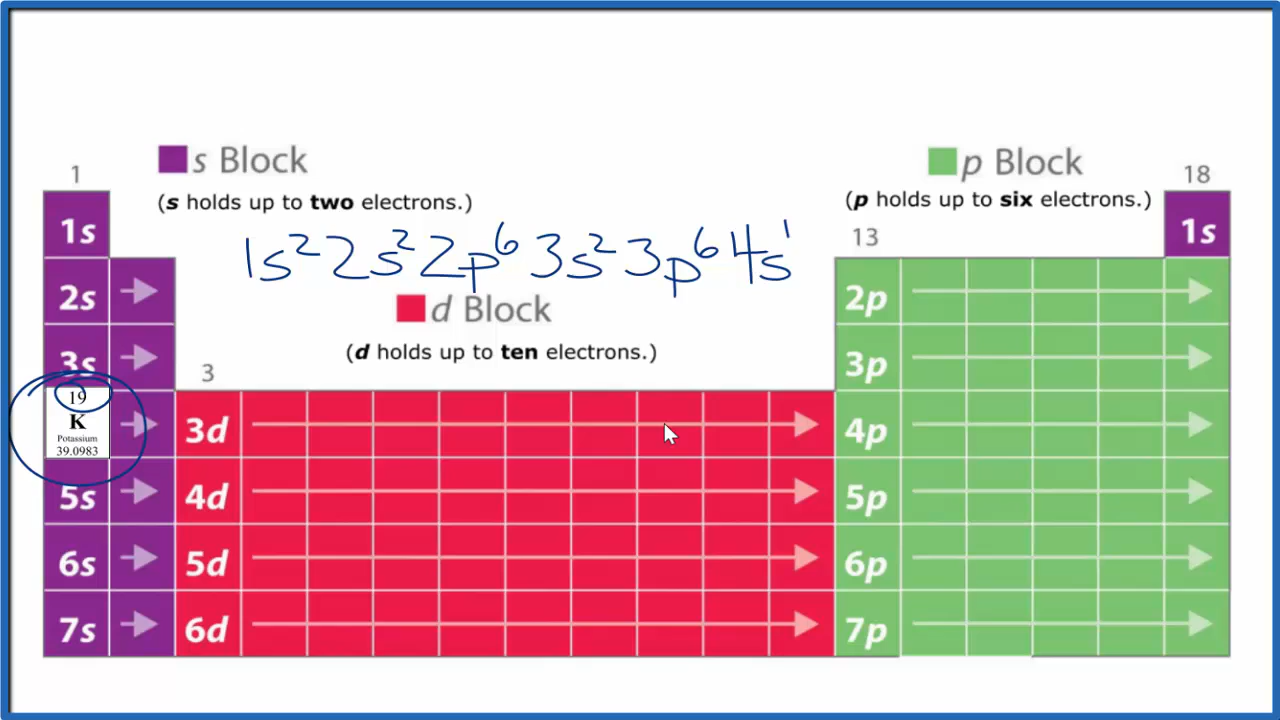 s Block
p Block
1
18
(s holds up to two electrons.)
(p holds up to six electrons.)
1s
1s² 2s² 2p⁶ 3s² 3p⁶ 4s¹
13
1s
2s
d Block
2p
(d holds up to ten electrons.)
3s
3
3p
19
K
Potassium
39.0983
3d
4p
5s
4d
5p
6s
5d
6p
7s
6d
7p